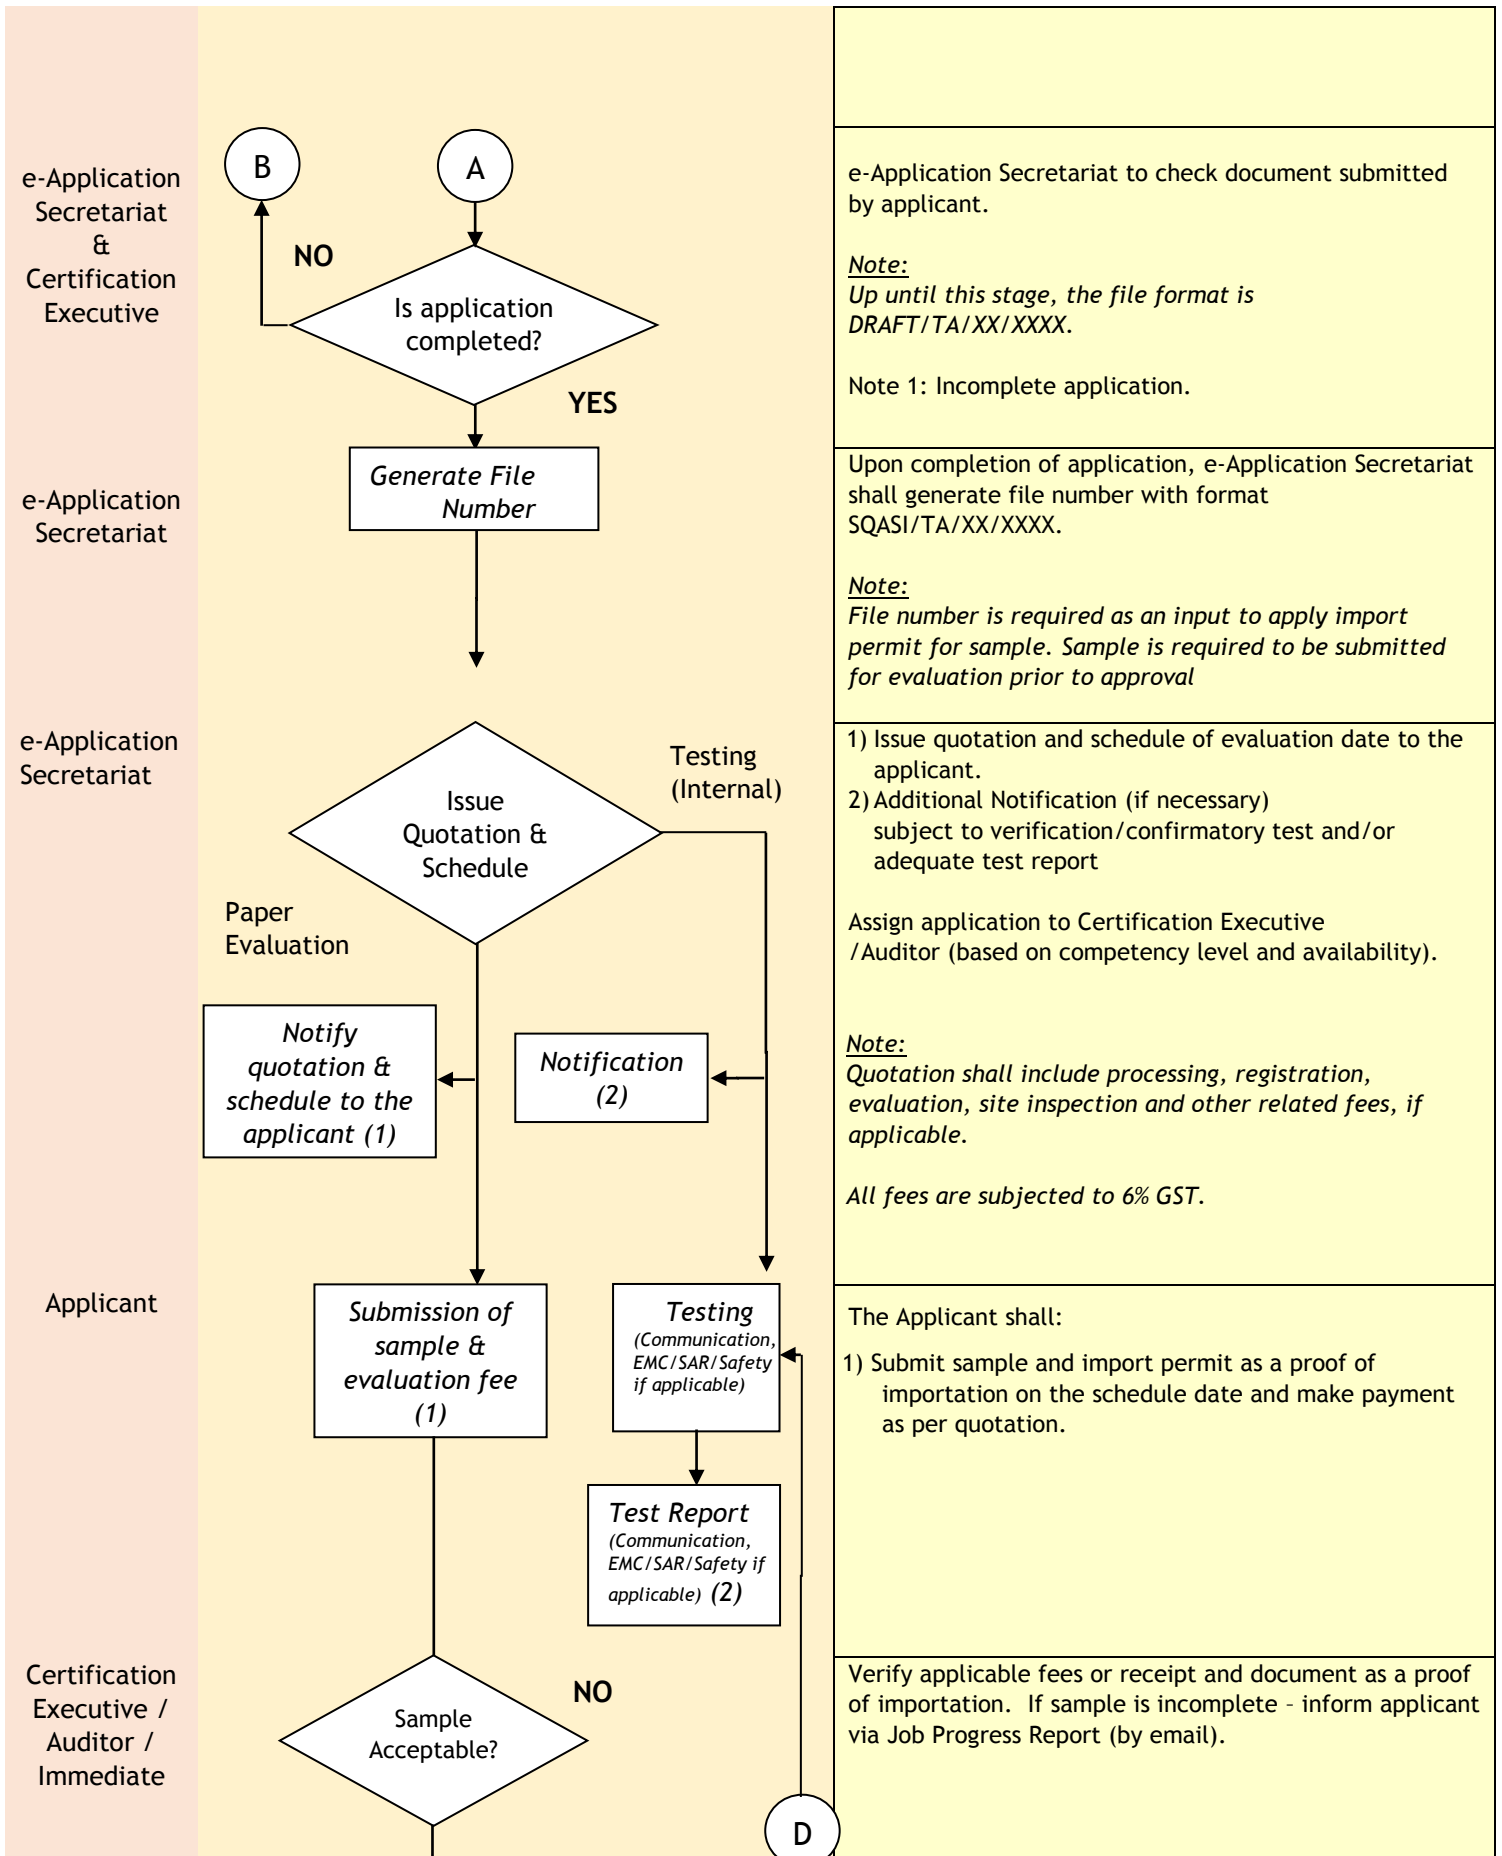 B
A
e-Application
Secretariat
&
Certification
Executive
NO
Is application
completed?
YES
e-Application Secretariat to check document submitted
by applicant.
Note:
Up until this stage, the file format is
DRAFT/TA/XX/XXXX.
Note 1: Incomplete application.
e-Application
Secretariat
Generate File
Number
Upon completion of application, e-Application Secretariat
shall generate file number with format
SQASI/TA/XX/XXXX.
Note:
File number is required as an input to apply import
permit for sample. Sample is required to be submitted
for evaluation prior to approval
e-Application
Secretariat
Issue
Quotation &
Schedule
Testing
(Internal)
Paper
Evaluation
Notify
quotation &
schedule to the
applicant (1)
Notification
(2)
1) Issue quotation and schedule of evaluation date to the
applicant.
2) Additional Notification (if necessary)
subject to verification/confirmatory test and/or
adequate test report
Assign application to Certification Executive
/Auditor (based on competency level and availability).
Note:
Quotation shall include processing, registration,
evaluation, site inspection and other related fees, if
applicable.
All fees are subjected to 6% GST.
Applicant
Submission of
sample &
evaluation fee
(1)
Testing
(Communication,
EMC/SAR/Safety
if applicable)
Test Report
(Communication,
EMC/SAR/Safety if
applicable) (2)
The Applicant shall:
1) Submit sample and import permit as a proof of
importation on the schedule date and make payment
as per quotation.
Certification
Executive /
Auditor /
Immediate
NO
Sample
Acceptable?
D
Verify applicable fees or receipt and document as a proof
of importation.  If sample is incomplete – inform applicant
via Job Progress Report (by email).